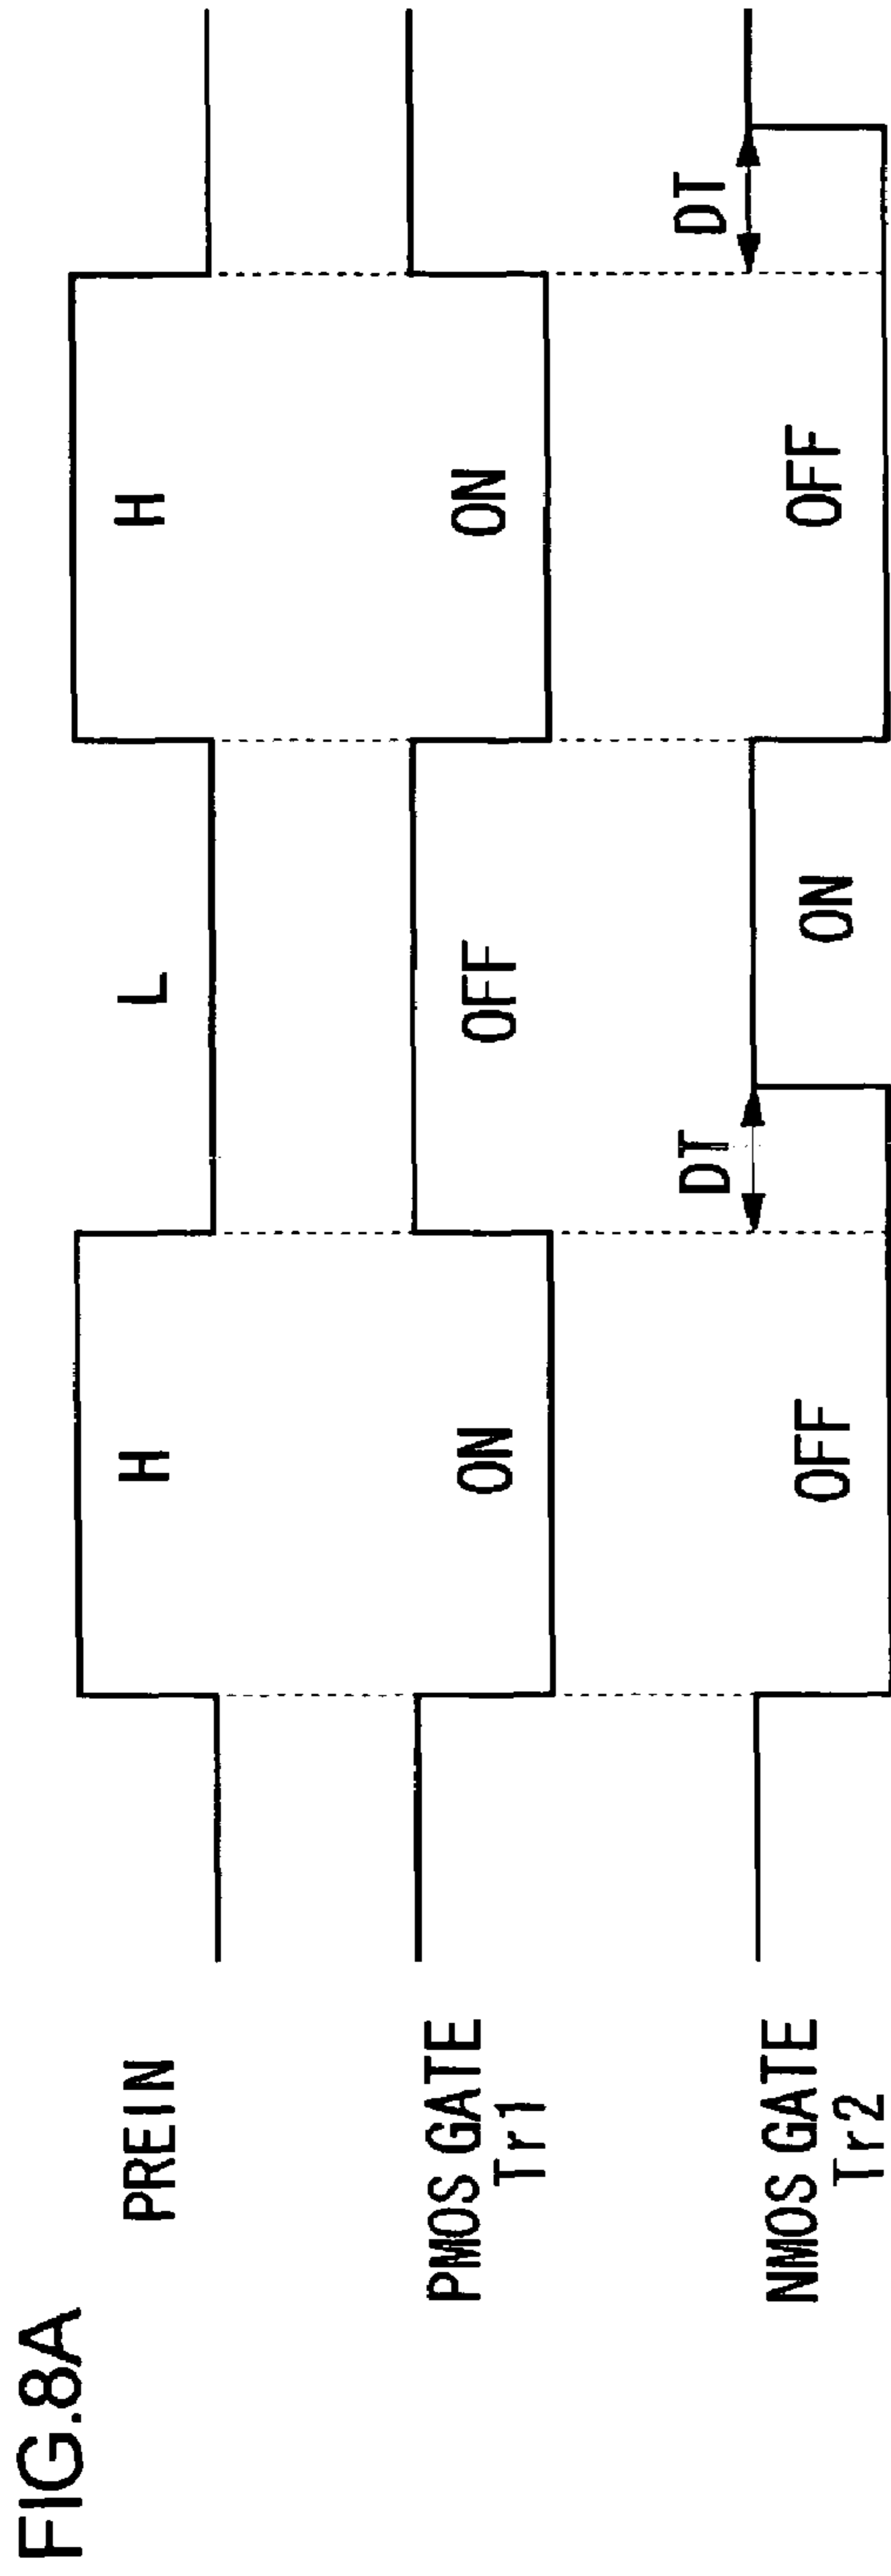 FIG.8A
PREIN
H
L
H
PMOS GATE
Tr1
ON
OFF
ON
NMOS GATE
Tr2
OFF
DT
ON
OFF
DT